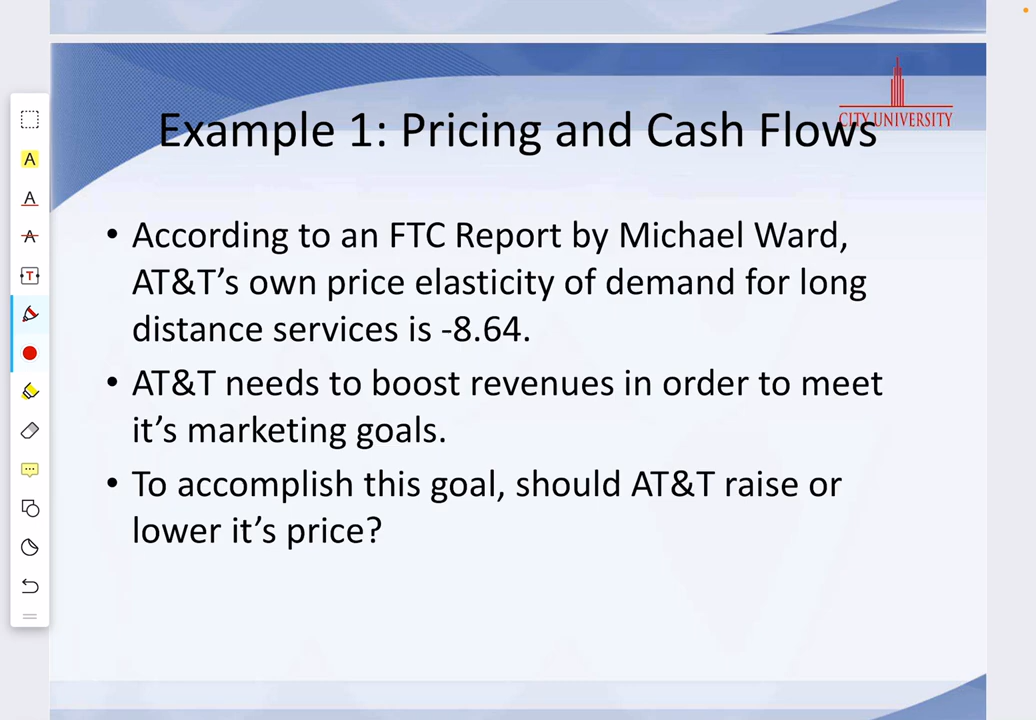 CITY UNIVERSITY
Example 1: Pricing and Cash Flows
• According to an FTC Report by Michael Ward,
AT&T’s own price elasticity of demand for long
distance services is -8.64.
• AT&T needs to boost revenues in order to meet
it’s marketing goals.
• To accomplish this goal, should AT&T raise or
lower it’s price?
A
A
A
T